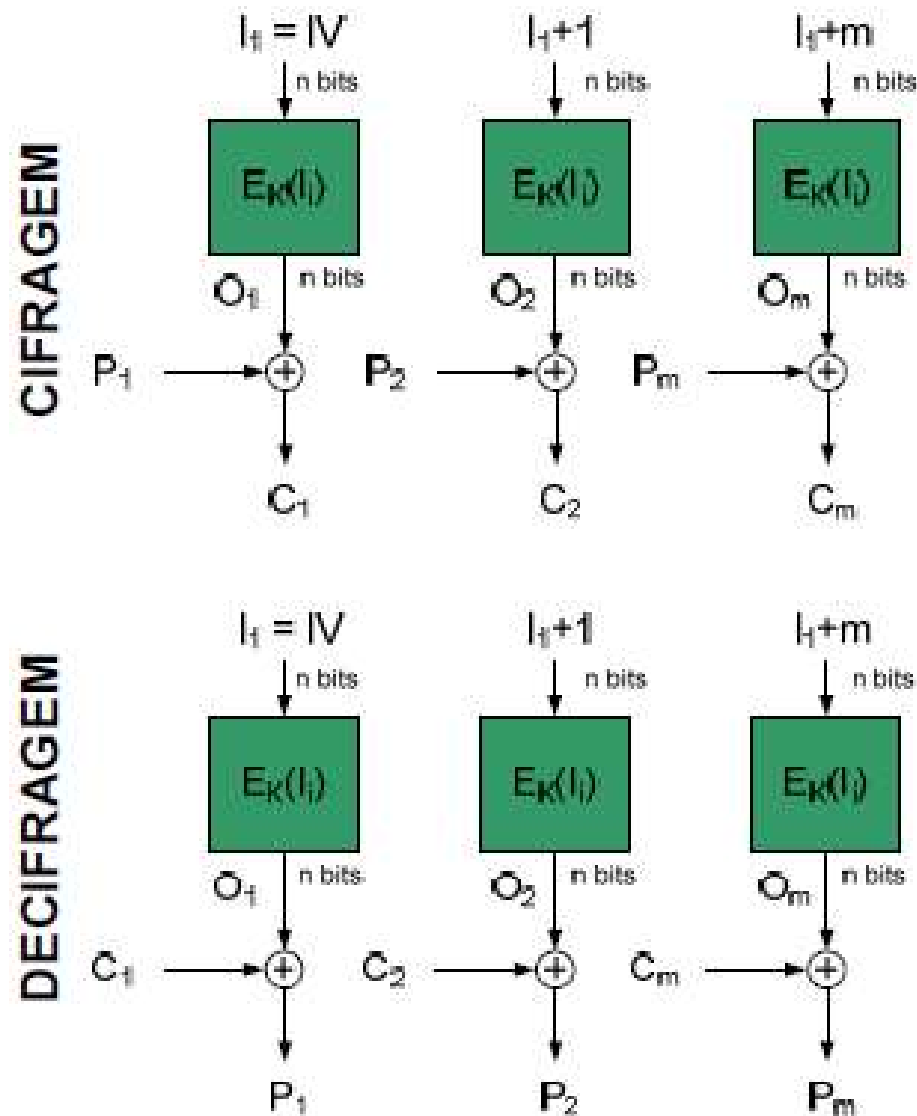 CIFRAGEM
I₁ = IV I₁+1 I₁+m
n bits n bits n bits
Eₖ(Iᵢ) Eₖ(Iᵢ) Eₖ(Iᵢ)
O₁ n bits O₂ n bits Oₘ n bits
P₁ + P₂ + Pₘ +
C₁ C₂ Cₘ
DECIFRAGEM
I₁ = IV I₁+1 I₁+m
n bits n bits n bits
Eₖ(Iᵢ) Eₖ(Iᵢ) Eₖ(Iᵢ)
O₁ n bits O₂ n bits Oₘ n bits
C₁ + C₂ + Cₘ +
P₁ P₂ Pₘ